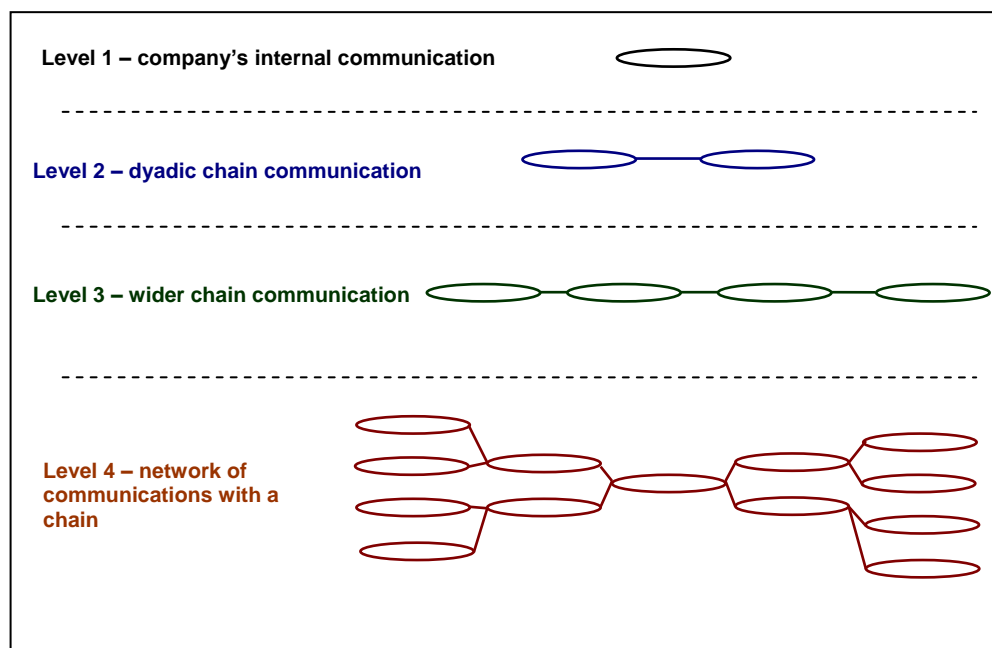 Level 1 – company’s internal communication
Level 2 – dyadic chain communication
Level 3 – wider chain communication
Level 4 – network of
communications with a
chain